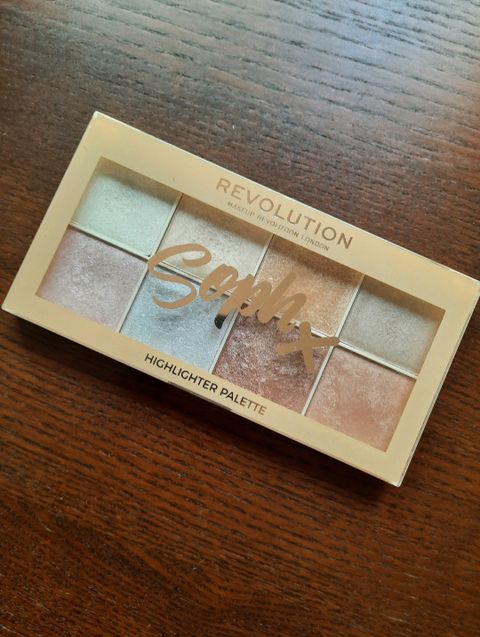 REVOLUTION
MAKEUP REVOLUTION LONDON
Soph x
HIGHLIGHTER PALETTE